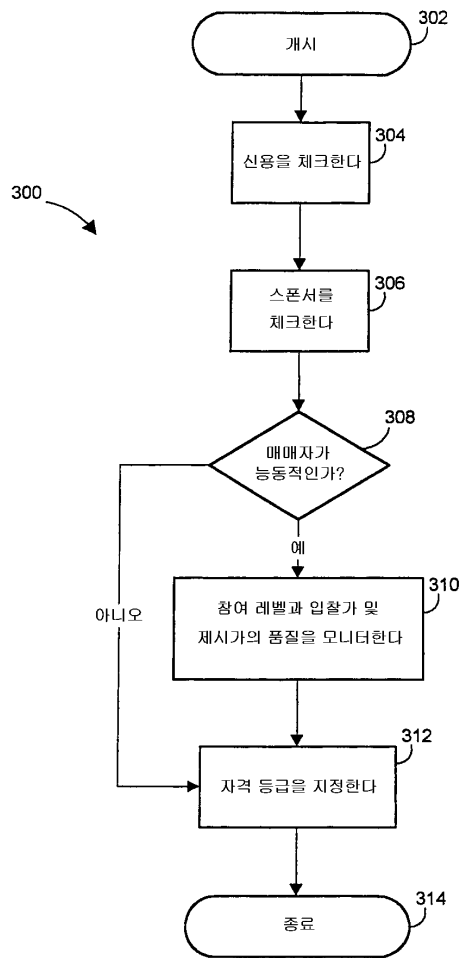 302
개시
304
신용을 체크한다
300
306
스폰서를
체크한다
308
매매자가
능동적인가?
예
310
아니오
참여 레벨과 입찰가 및
제시가의 품질을 모니터한다
312
자격 등급을 지정한다
314
종료